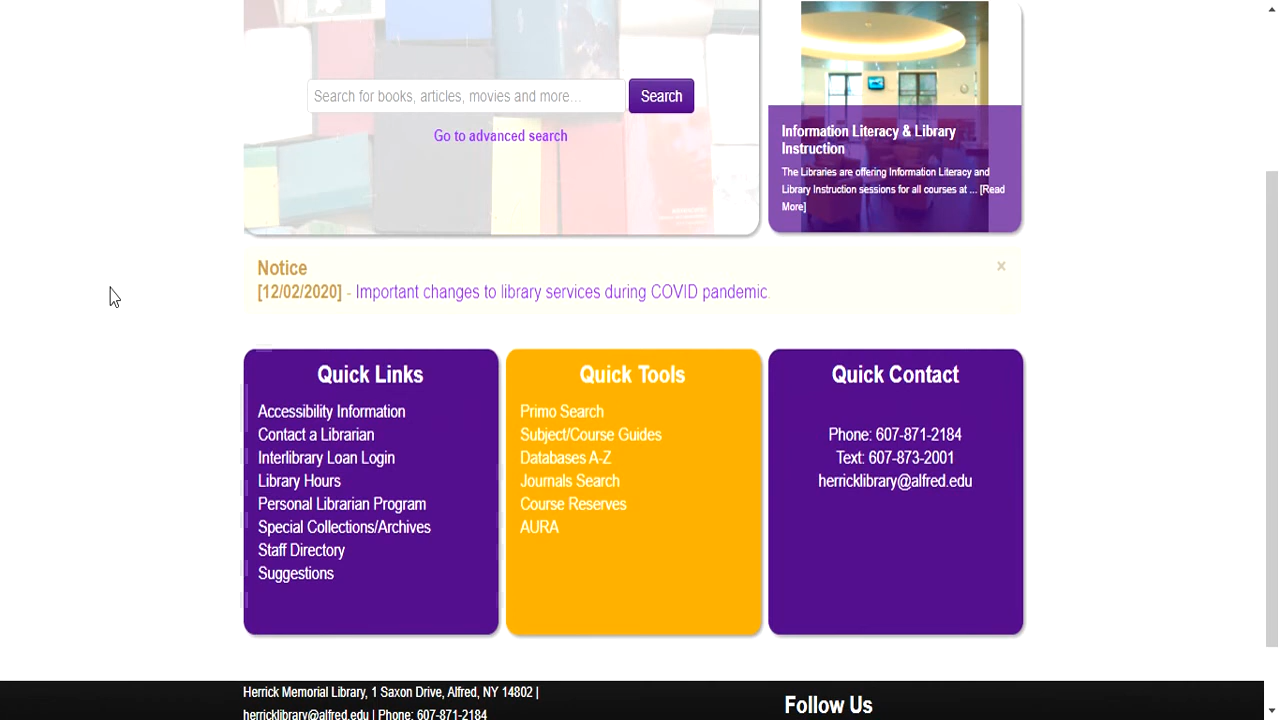 Search for books, articles, movies and more...
Search
Go to advanced search
Information Literacy & Library
Instruction
The Libraries are offering Information Literacy and
Library Instruction sessions for all courses at ... [Read
More]
Notice
×
[12/02/2020] - Important changes to library services during COVID pandemic.
Quick Links
Accessibility Information
Contact a Librarian
Interlibrary Loan Login
Library Hours
Personal Librarian Program
Special Collections/Archives
Staff Directory
Suggestions
Quick Tools
Primo Search
Subject/Course Guides
Databases A-Z
Journals Search
Course Reserves
AURA
Quick Contact
Phone: 607-871-2184
Text: 607-873-2001
herricklibrary@alfred.edu
Herrick Memorial Library, 1 Saxon Drive, Alfred, NY 14802 |
herricklibrary@alfred.edu | Phone: 607-871-2184
Follow Us